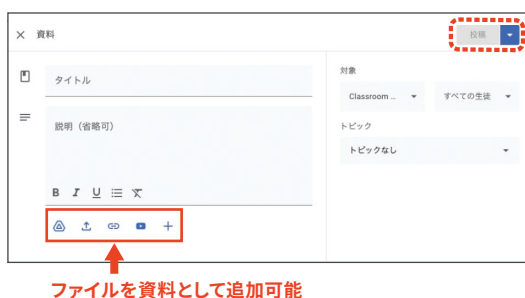 資料
投稿
タイトル
説明（省略可）
B I U
対象
Classroom ...
すべての生徒
トピック
トピックなし
ファイルを資料として追加可能